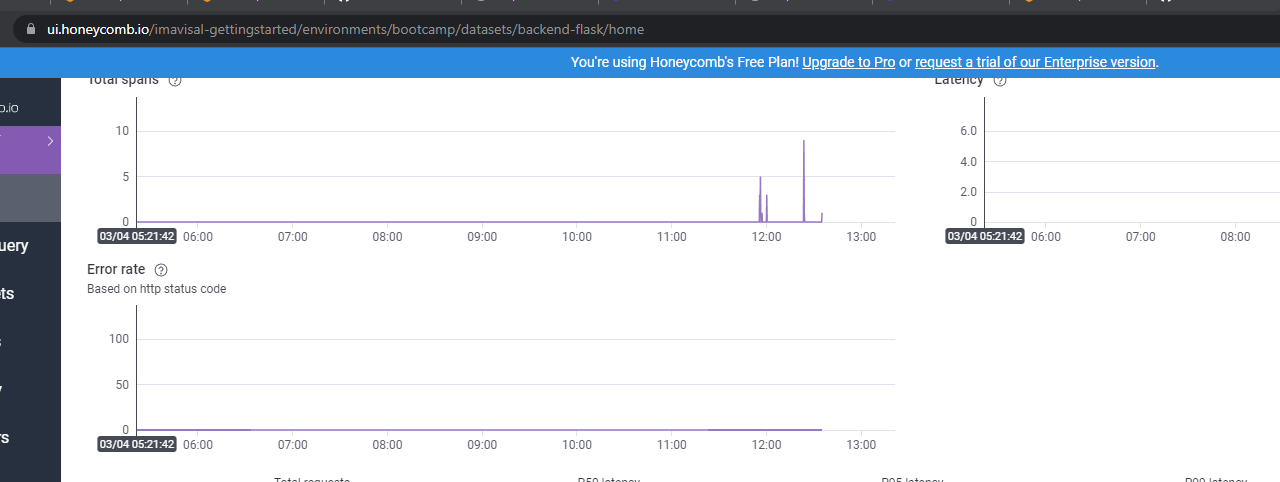 ui.honeycomb.io/imavisal-gettingstarted/environments/bootcamp/datasets/backend-flask/home
You're using Honeycomb's Free Plan! Upgrade to Pro or request a trial of our Enterprise version.
Total spans
Latency
10
5
0
03/04 05:21:42 06:00 07:00 08:00 09:00 10:00 11:00 12:00 13:00
6.0
4.0
2.0
0
03/04 05:21:42 06:00 07:00 08:00
Error rate
Based on http status code
100
50
0
03/04 05:21:42 06:00 07:00 08:00 09:00 10:00 11:00 12:00 13:00
Total requests P50 latency P95 latency P99 latency
o.io
uery
ets
s
y
rs